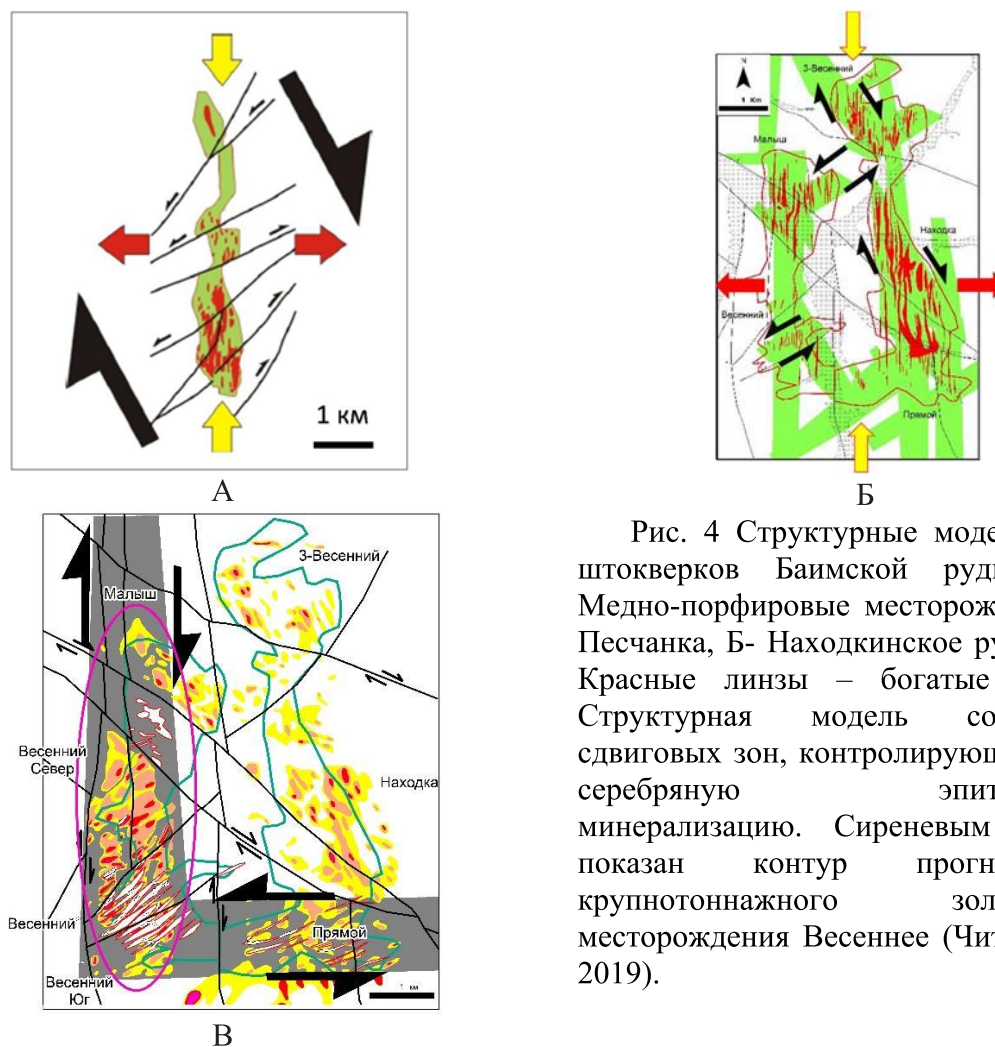 1 км
А
N
1 Km
3-Весенний
Малыш
Находка
Весенний
Прямой
Б
3-Весенний
Малыш
Весенний
Север
Находка
Весенний
Прямой
Весенний
Юг
1 км
В
Рис. 4 Структурные моде
штокверков Баимской рудн
Медно-порфировые месторож
Песчанка, Б- Находкинское ру
Красные линзы – богатые
Структурная модель со
сдвиговых зон, контролирующ
серебряную эпит
минерализацию. Сиреневым
показан контур прогн
крупнотоннажного зол
месторождения Весеннее (Чит
2019).